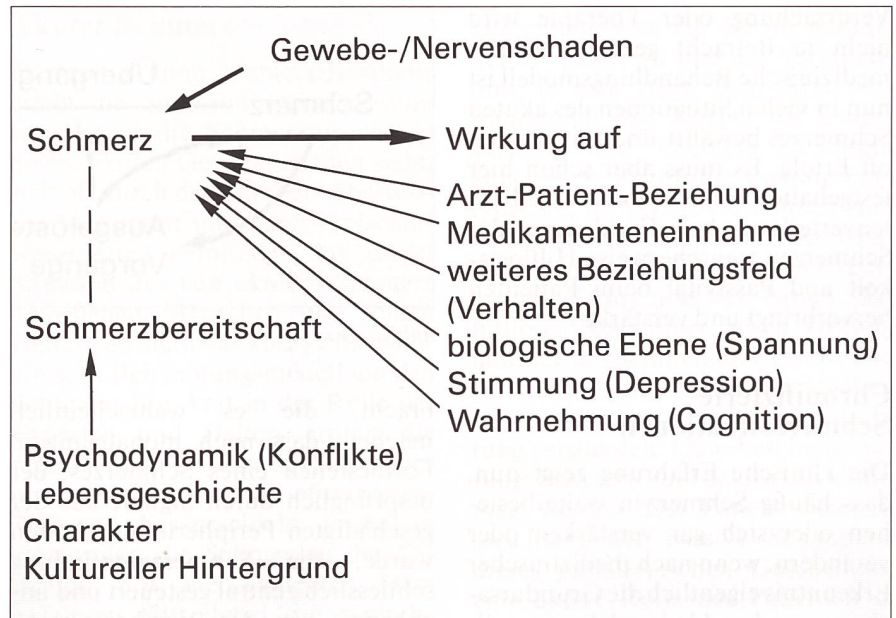 Gewebe-/Nervenschaden
Schmerz
Wirkung auf
Arzt-Patient-Beziehung
Medikamenteneinnahme
weiteres Beziehungsfeld
(Verhalten)
biologische Ebene (Spannung)
Stimmung (Depression)
Wahrnehmung (Cognition)
Schmerzbereitschaft
Psychodynamik (Konflikte)
Lebensgeschichte
Charakter
Kultureller Hintergrund